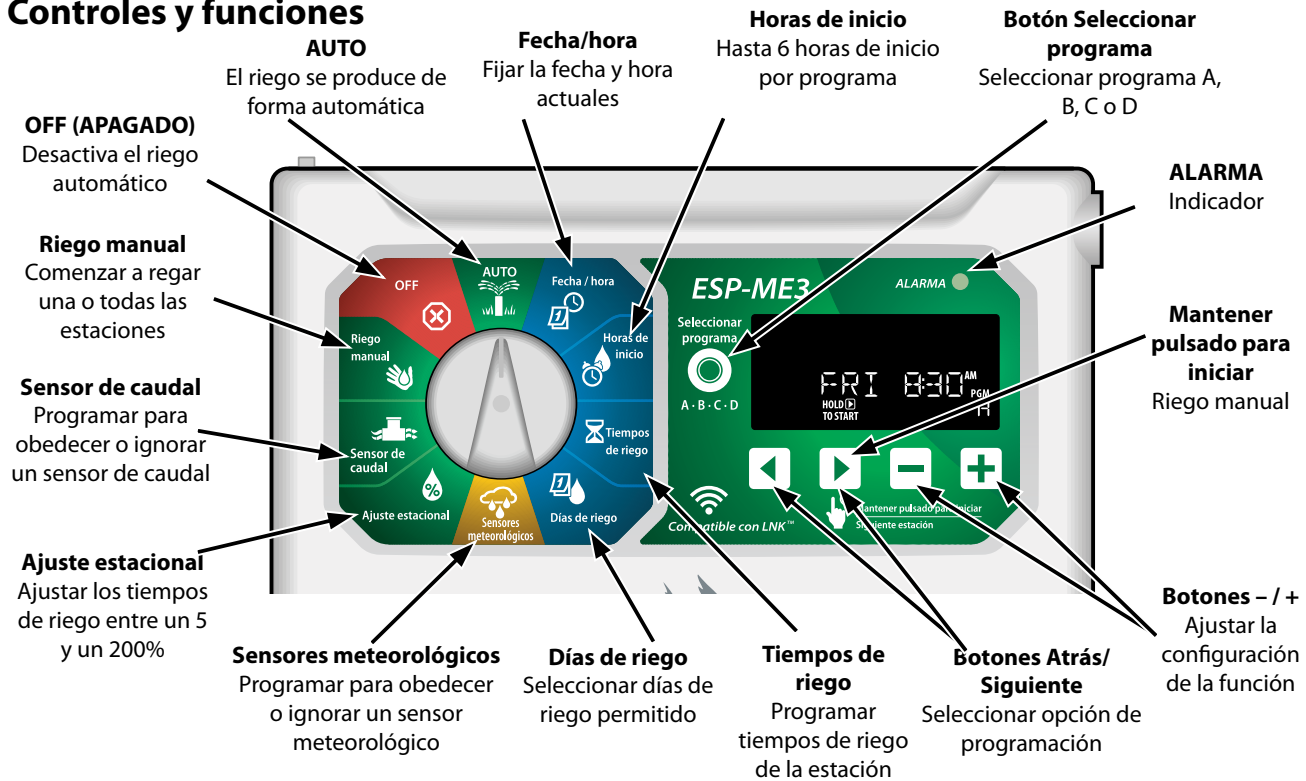 Controles y funciones
AUTO
El riego se produce de
forma automática
Fecha/hora
Fijar la fecha y hora
actuales
Horas de inicio
Hasta 6 horas de inicio
por programa
Botón Seleccionar
programa
Seleccionar programa A,
B, C o D
OFF (APAGADO)
Desactiva el riego
automático
ALARMA
Indicador
Riego manual
Comenzar a regar
una o todas las
estaciones
Mantener
pulsado para
iniciar
Riego manual
Sensor de caudal
Programar para
obedecer o ignorar
un sensor de caudal
Ajuste estacional
Ajustar los tiempos
de riego entre un 5
y un 200%
Sensores meteorológicos
Programar para obedecer
o ignorar un sensor
meteorológico
Días de riego
Seleccionar días de
riego permitido
Tiempos de
riego
Programar
tiempos de riego
de la estación
Botones Atrás/
Siguiente
Seleccionar opción de
programación
Botones – / +
Ajustar la
configuración
de la función
OFF
AUTO
Fecha / hora
1
Horas de
inicio
Tiempos
de riego
1
Días de riego
Sensores
meteorológicos
%
Ajuste estacional
Sensor de
caudal
Riego
manual
ESP-ME3
ALARMA
Seleccionar
programa
A · B · C · D
FRI 8:30 AM
PGM
A
HOLD
TO START
Mantener pulsado para iniciar
Siguiente estación
Compatible con LNK™